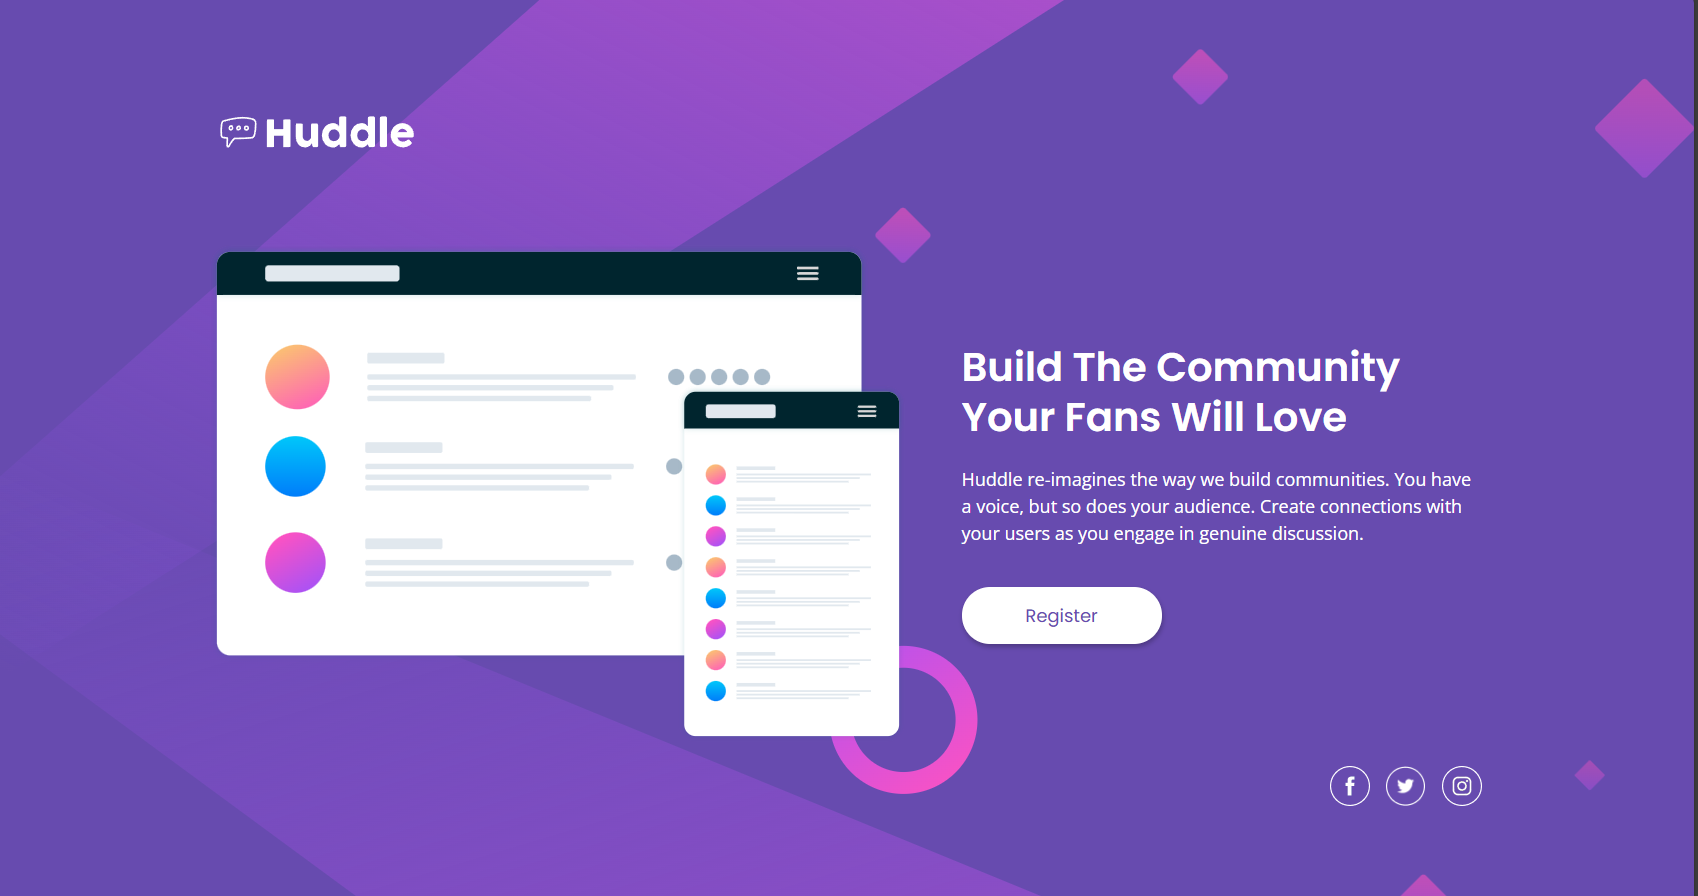 Huddle
Build The Community
Your Fans Will Love
Huddle re-imagines the way we build communities. You have
a voice, but so does your audience. Create connections with
your users as you engage in genuine discussion.
Register